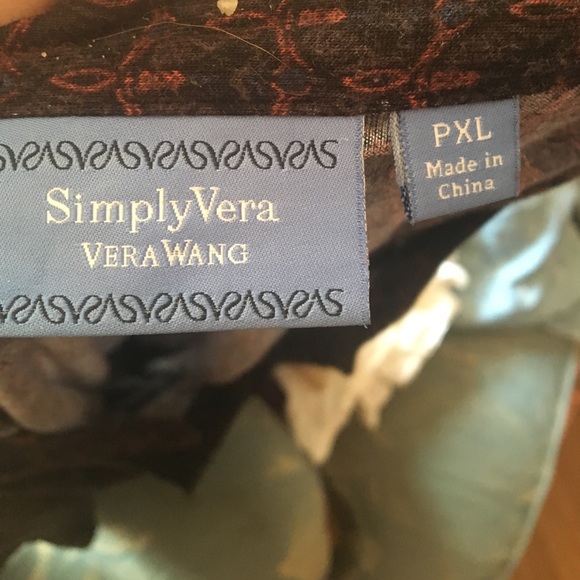 SimplyVera
VERA WANG
PXL
Made in
China